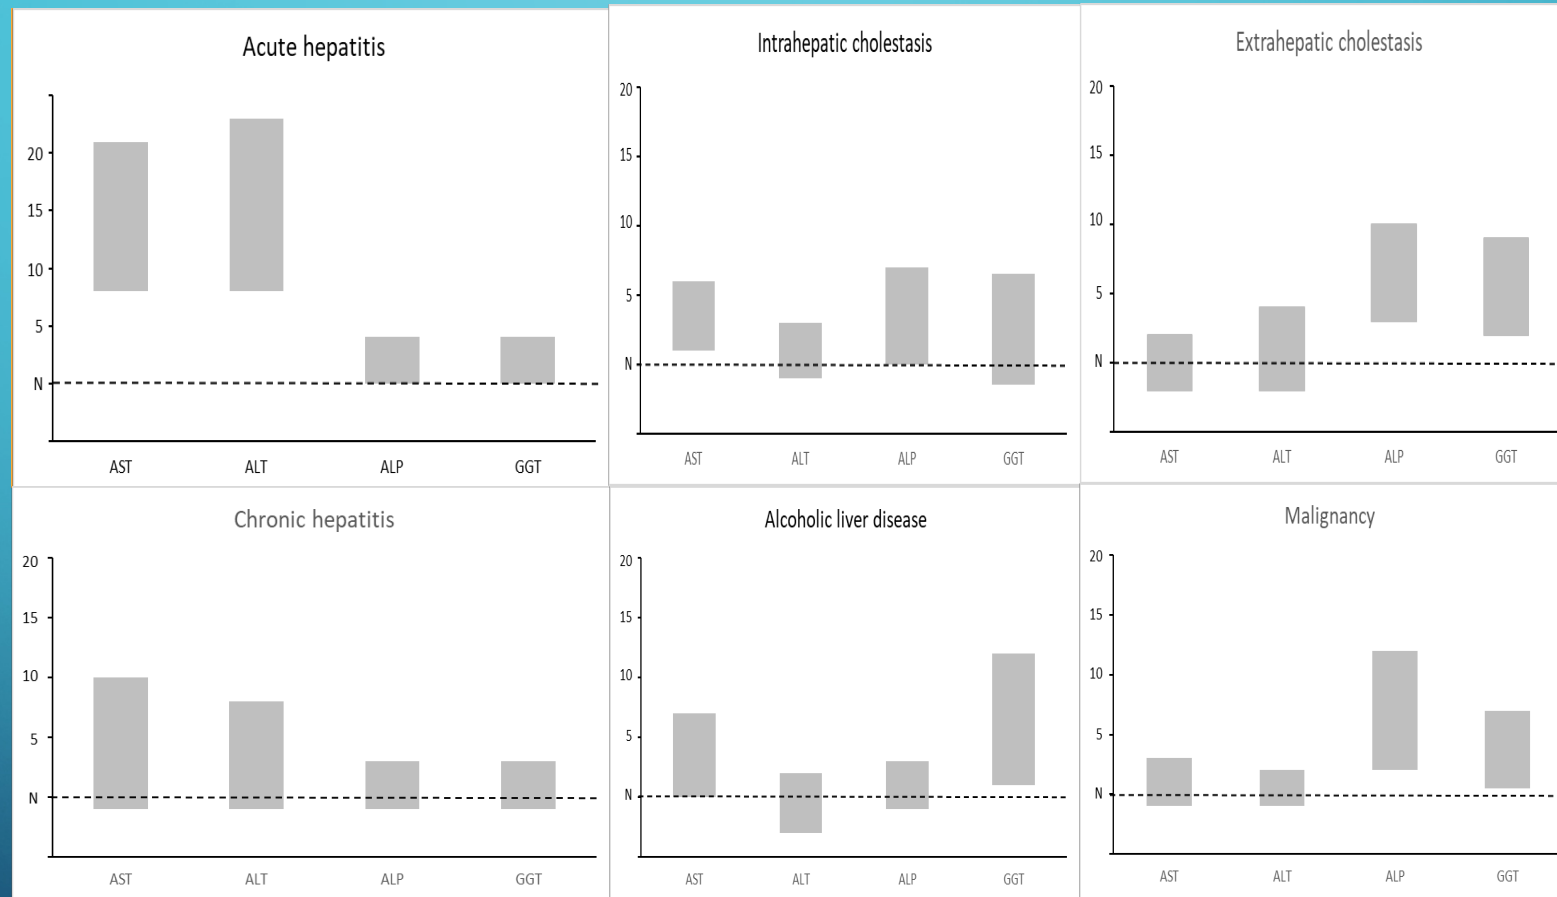 Acute hepatitis
20
15
10
5
N
AST ALT ALP GGT
Intrahepatic cholestasis
20
15
10
5
N
AST ALT ALP GGT
Extrahepatic cholestasis
20
15
10
5
N
AST ALT ALP GGT
Chronic hepatitis
20
15
10
5
N
AST ALT ALP GGT
Alcoholic liver disease
20
15
10
5
N
AST ALT ALP GGT
Malignancy
20
15
10
5
N
AST ALT ALP GGT